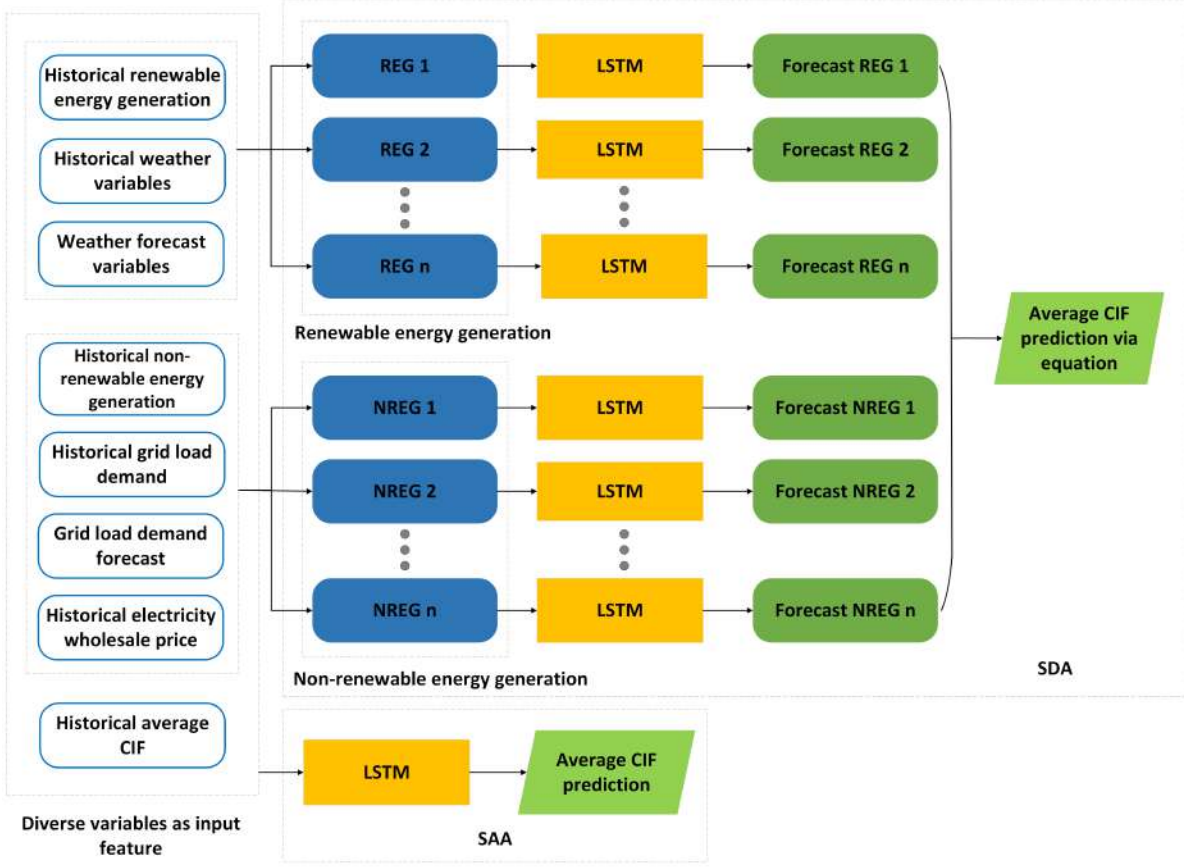 Historical renewable
energy generation
Historical weather
variables
Weather forecast
variables
REG 1
LSTM
Forecast REG 1
REG 2
LSTM
Forecast REG 2
REG n
LSTM
Forecast REG n
Renewable energy generation
Average CIF
prediction via
equation
Historical non-
renewable energy
generation
Historical grid load
demand
Grid load demand
forecast
Historical electricity
wholesale price
NREG 1
LSTM
Forecast NREG 1
NREG 2
LSTM
Forecast NREG 2
NREG n
LSTM
Forecast NREG n
Non-renewable energy generation
SDA
Historical average
CIF
LSTM
Average CIF
prediction
SAA
Diverse variables as input
feature